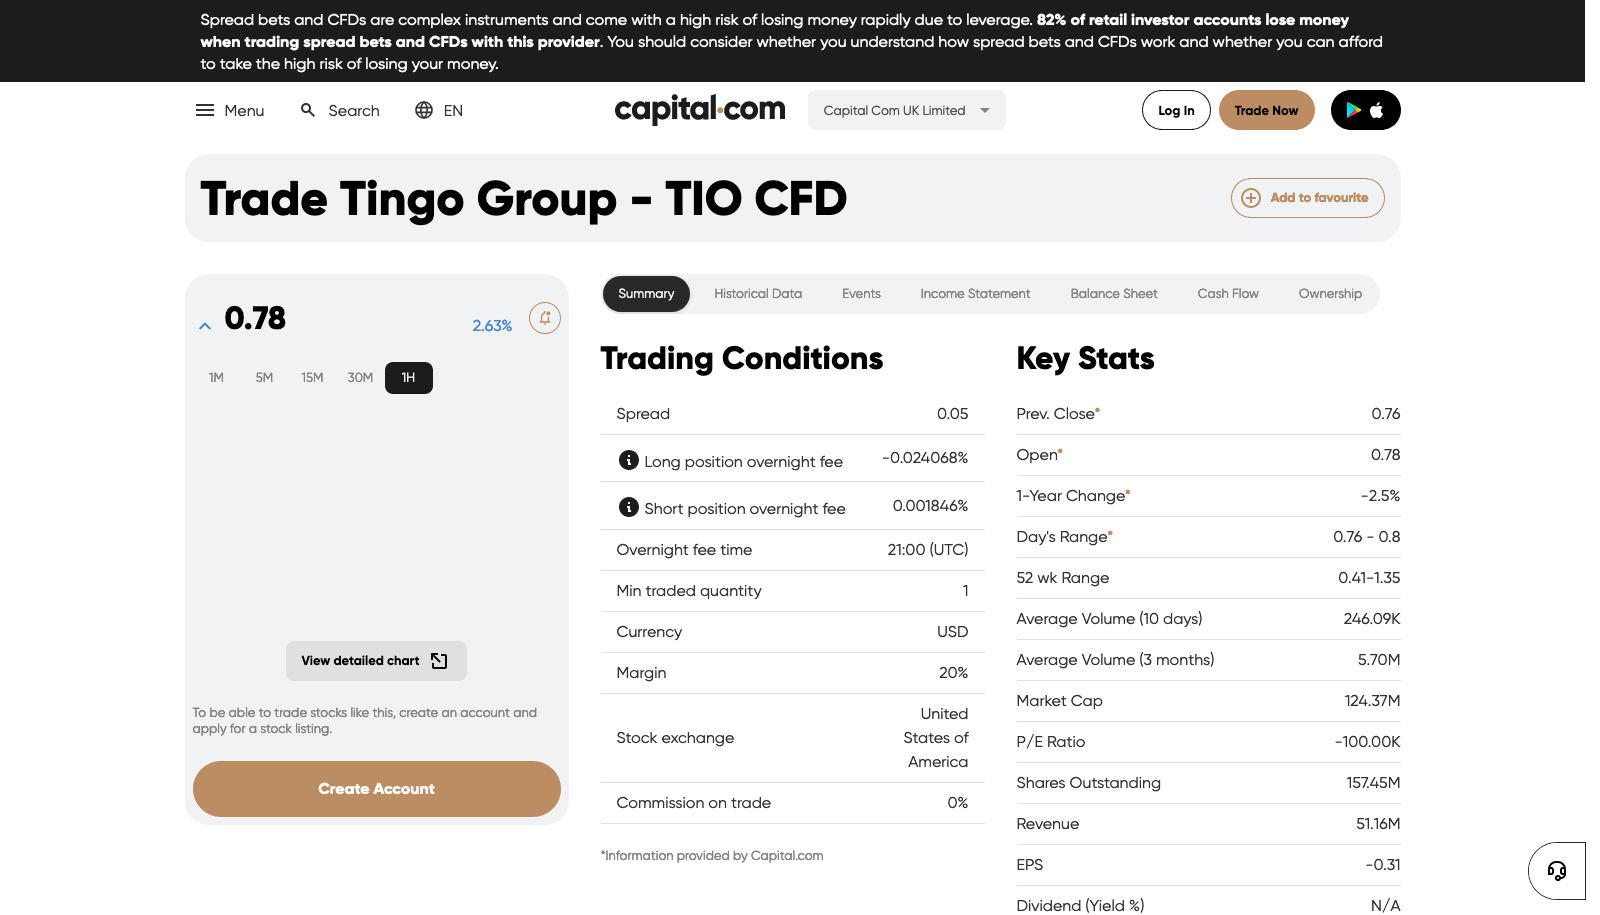 Spread bets and CFDs are complex instruments and come with a high risk of losing money rapidly due to leverage. 82% of retail investor accounts lose money
when trading spread bets and CFDs with this provider. You should consider whether you understand how spread bets and CFDs work and whether you can afford
to take the high risk of losing your money.
Menu
Search
EN
capital.com
Capital Com UK Limited
Log In
Trade Now
Trade Tingo Group - TIO CFD
Add to favourite
0.78
2.63%
1M 5M 15M 30M 1H
View detailed chart
To be able to trade stocks like this, create an account and
apply for a stock listing.
Create Account
Summary Historical Data Events Income Statement Balance Sheet Cash Flow Ownership
Trading Conditions
Spread 0.05
Long position overnight fee -0.024068%
Short position overnight fee 0.001846%
Overnight fee time 21:00 (UTC)
Min traded quantity 1
Currency USD
Margin 20%
Stock exchange United
States of
America
Commission on trade 0%
*Information provided by Capital.com
Key Stats
Prev. Close* 0.76
Open* 0.78
1-Year Change* -2.5%
Day's Range* 0.76 - 0.8
52 wk Range 0.41-1.35
Average Volume (10 days) 246.09K
Average Volume (3 months) 5.70M
Market Cap 124.37M
P/E Ratio -100.00K
Shares Outstanding 157.45M
Revenue 51.16M
EPS -0.31
Dividend (Yield %) N/A